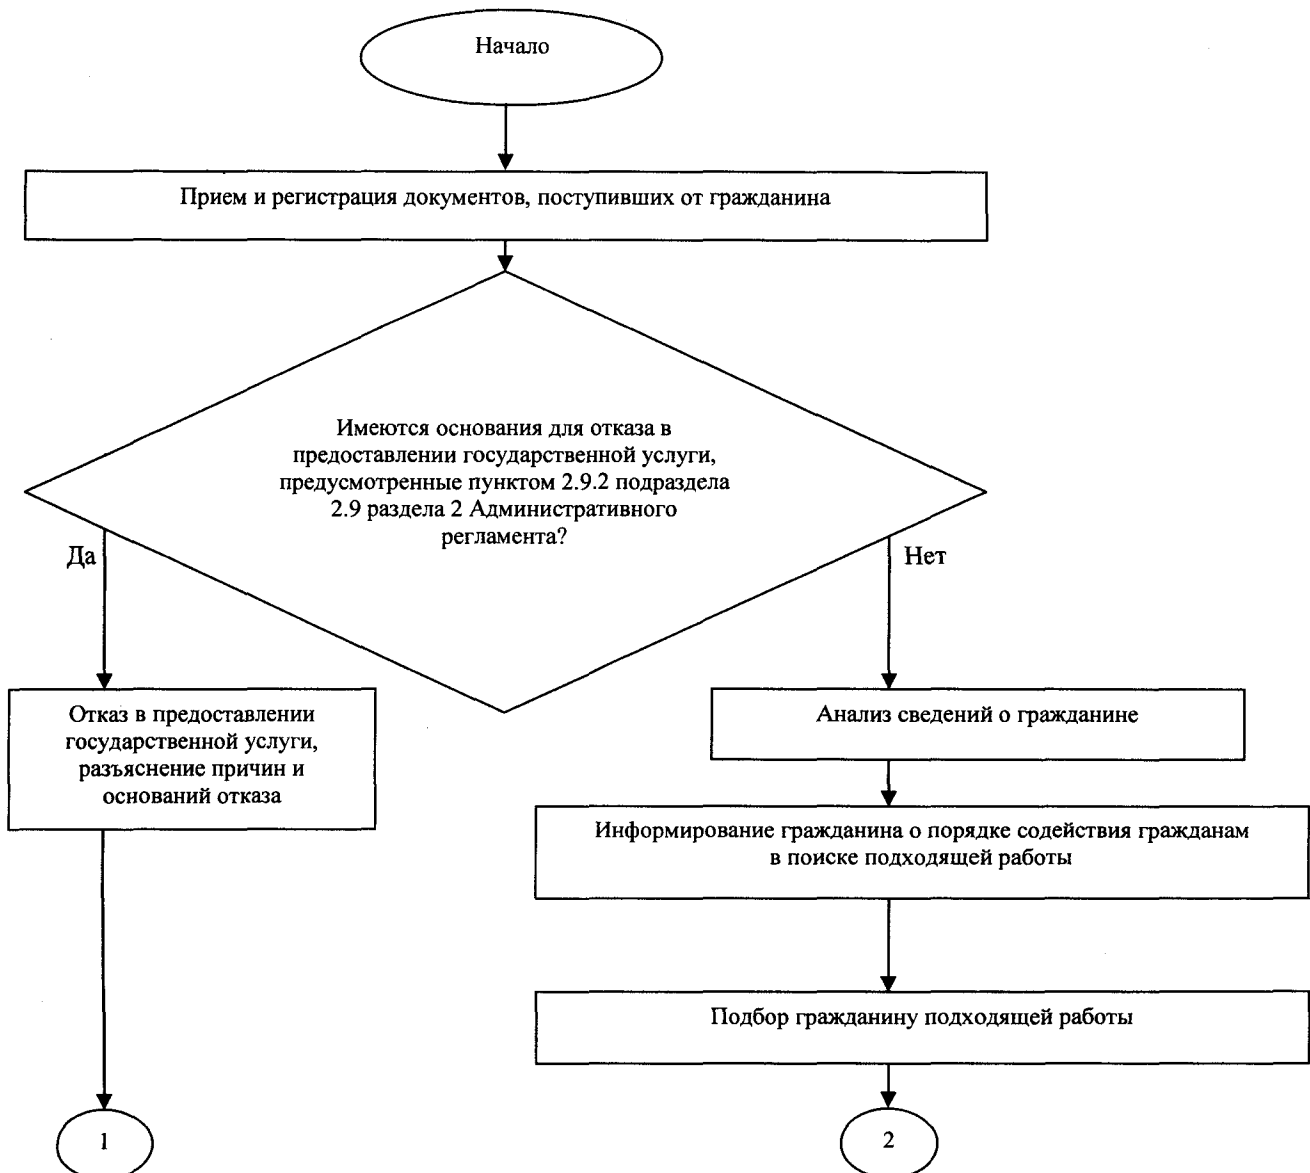 Начало
Прием и регистрация документов, поступивших от гражданина
Имеются основания для отказа в
предоставлении государственной услуги,
предусмотренные пунктом 2.9.2 подраздела
2.9 раздела 2 Административного
регламента?
Да
Нет
Отказ в предоставлении
государственной услуги,
разъяснение причин и
оснований отказа
Анализ сведений о гражданине
Информирование гражданина о порядке содействия гражданам
в поиске подходящей работы
Подбор гражданину подходящей работы
1
2